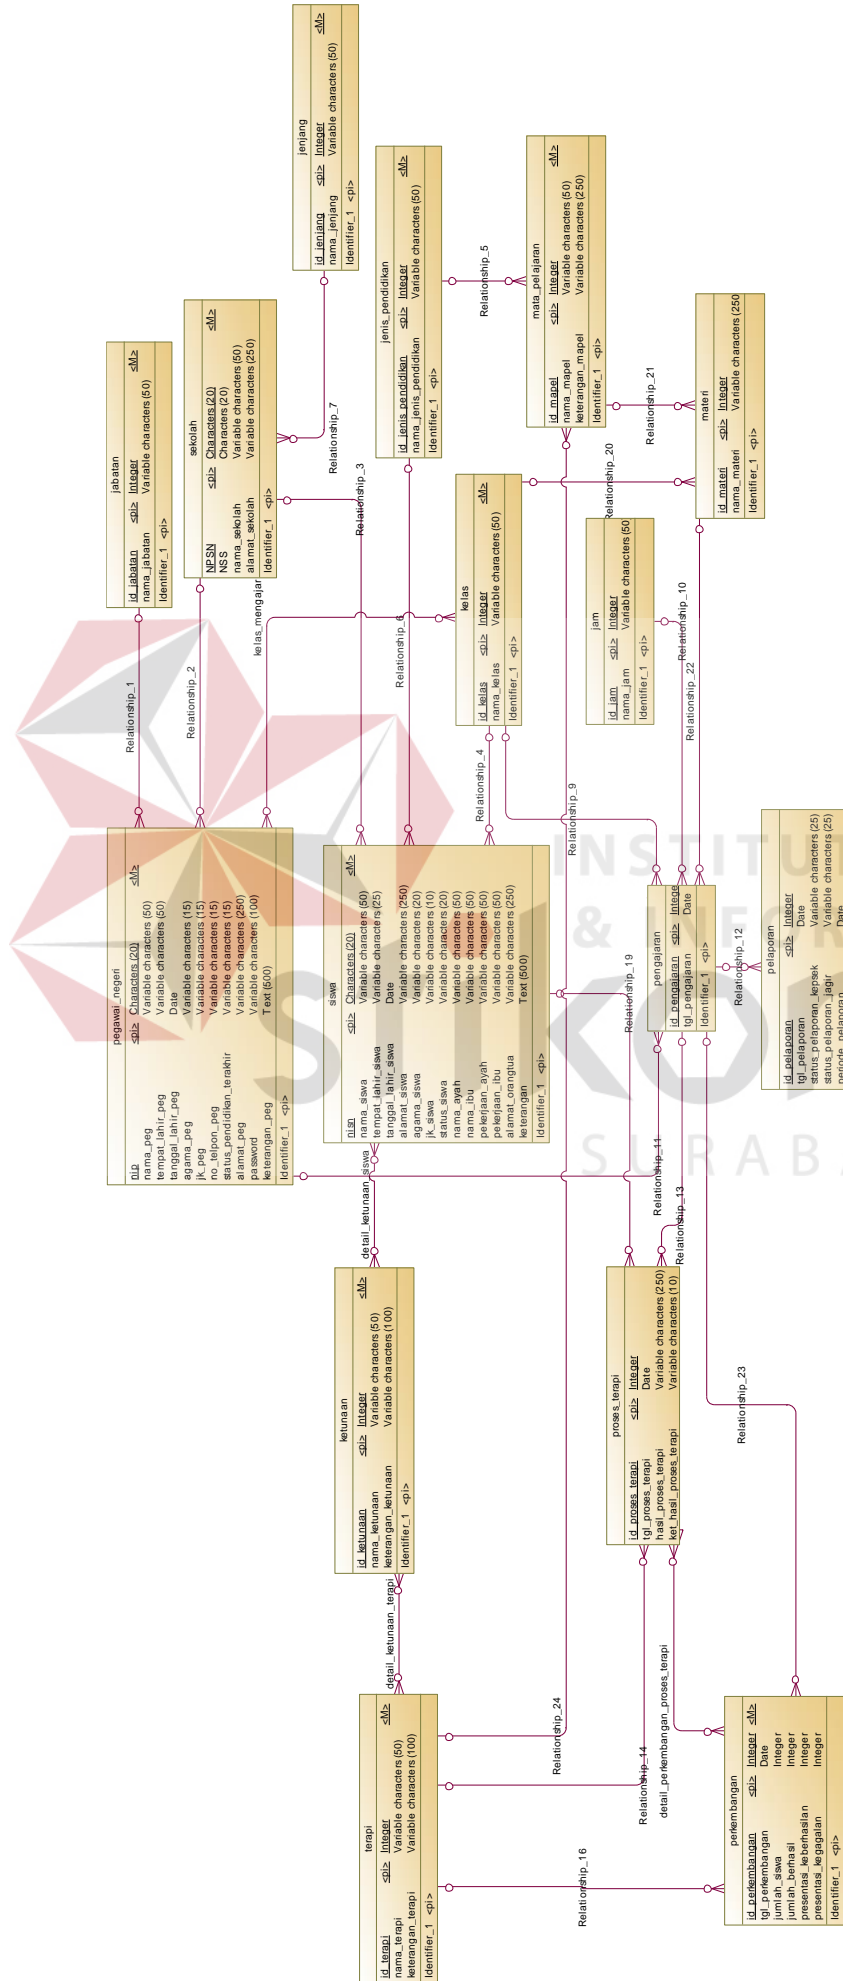 jenjang
id_jenjang <pi> Integer <M>
nama_jenjang Variable characters (50)
Identifier_1 <pi>
jabatan
id_jabatan <pi> Integer <M>
nama_jabatan Variable characters (50)
Identifier_1 <pi>
sekolah
NPSN <pi> Characters (20) <M>
NSS Characters (20)
nama_sekolah Variable characters (50)
alamat_sekolah Variable characters (250)
Identifier_1 <pi>
jenis_pendidikan
id_jenis_pendidikan <pi> Integer <M>
nama_jenis_pendidikan Variable characters (50)
Identifier_1 <pi>
mata_pelajaran
id_mapel <pi> Integer <M>
nama_mapel Variable characters (50)
keterangan_mapel Variable characters (250)
Identifier_1 <pi>
materi
id_materi <pi> Integer
nama_materi Variable characters (250
Identifier_1 <pi>
kelas
id_kelas <pi> Integer <M>
nama_kelas Variable characters (50)
Identifier_1 <pi>
jam
id_jam <pi> Integer
nama_jam Variable characters (50
Identifier_1 <pi>
pegawai_negeri
nip <pi> Characters (20) <M>
nama_peg Variable characters (50)
tempat_lahir_peg Variable characters (50)
tanggal_lahir_peg Date
agama_peg Variable characters (15)
jk_peg Variable characters (15)
no_telpon_peg Variable characters (15)
status_pendidikan_terakhir Variable characters (15)
alamat_peg Variable characters (250)
password Variable characters (100)
keterangan_peg Text (500)
Identifier_1 <pi>
siswa
nisn <pi> Characters (20) <M>
nama_siswa Variable characters (50)
tempat_lahir_siswa Variable characters (25)
tanggal_lahir_siswa Date
alamat_siswa Variable characters (250)
agama_siswa Variable characters (20)
jk_siswa Variable characters (10)
status_siswa Variable characters (20)
nama_ayah Variable characters (50)
nama_ibu Variable characters (50)
pekerjaan_ayah Variable characters (50)
pekerjaan_ibu Variable characters (50)
alamat_orangtua Variable characters (250)
keterangan Text (500)
Identifier_1 <pi>
pengajaran
id_pengajaran <pi> Intege
tgl_pengajaran Date
Identifier_1 <pi>
pelaporan
id_pelaporan <pi> Integer
tgl_pelaporan Date
status_pelaporan_kepsek Variable characters (25)
status_pelaporan_jagir Variable characters (25)
periode_pelaporan Date
ketunaan
id_ketunaan <pi> Integer <M>
nama_ketunaan Variable characters (50)
keterangan_ketunaan Variable characters (100)
Identifier_1 <pi>
proses_terapi
id_proses_terapi <pi> Integer
tgl_proses_terapi Date
hasil_proses_terapi Variable characters (250)
ket_hasil_proses_terapi Variable characters (10)
terapi
id_terapi <pi> Integer <M>
nama_terapi Variable characters (50)
keterangan_terapi Variable characters (100)
Identifier_1 <pi>
perkembangan
id_perkembangan <pi> Integer <M>
tgl_perkembangan Date
jumlah_siswa Integer
jumlah_berhasil Integer
presentasi_keberhasilan Integer
presentasi_kegagalan Integer
Identifier_1 <pi>
Relationship_1
Relationship_2
kelas_mengajar
Relationship_7
Relationship_3
Relationship_6
Relationship_5
Relationship_4
Relationship_9
Relationship_20
Relationship_21
Relationship_10
Relationship_22
Relationship_12
Relationship_19
Relationship_11
Relationship_13
detail_ketunaan_siswa
detail_ketunaan_terapi
Relationship_24
Relationship_14
detail_perkembangan_proses_terapi
Relationship_16
Relationship_23
INSTITU
& INFOR
STIKO
SURABA